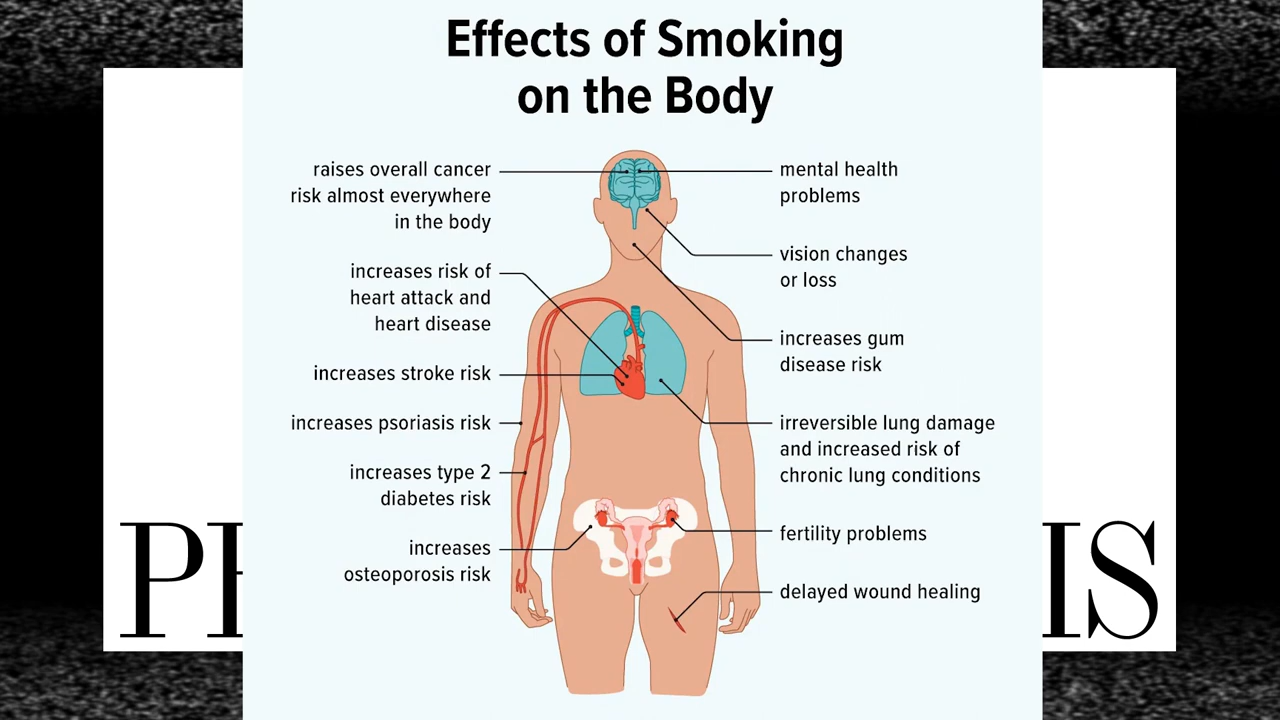 Effects of Smoking
on the Body
raises overall cancer
risk almost everywhere
in the body
increases risk of
heart attack and
heart disease
increases stroke risk
increases psoriasis risk
increases type 2
diabetes risk
increases
osteoporosis risk
mental health
problems
vision changes
or loss
increases gum
disease risk
irreversible lung damage
and increased risk of
chronic lung conditions
fertility problems
delayed wound healing